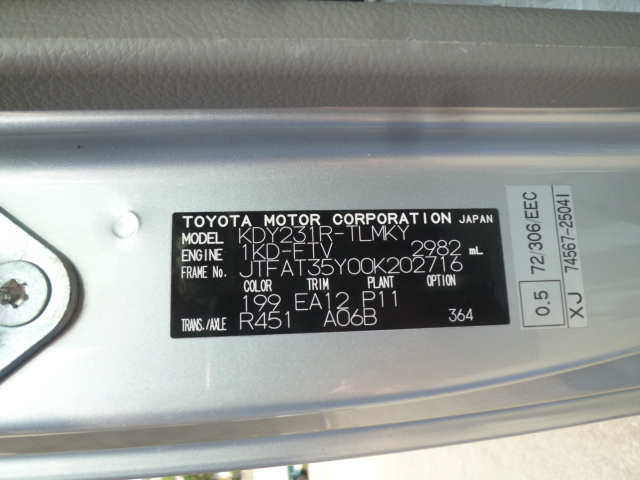 TOYOTA MOTOR CORPORATION JAPAN
MODEL KDY231R-TLMKY
ENGINE 1KD-FTV 2982 mL
FRAME NO. JTFAT35Y00K202716
COLOR TRIM PLANT OPTION
199 EA12 P11
TRANS./AXLE R451 A06B 364
0.5 72/306/EEC
XJ 74567-25041